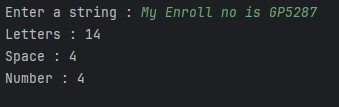 Enter a string : My Enroll no is GP5287
Letters : 14
Space : 4
Number : 4